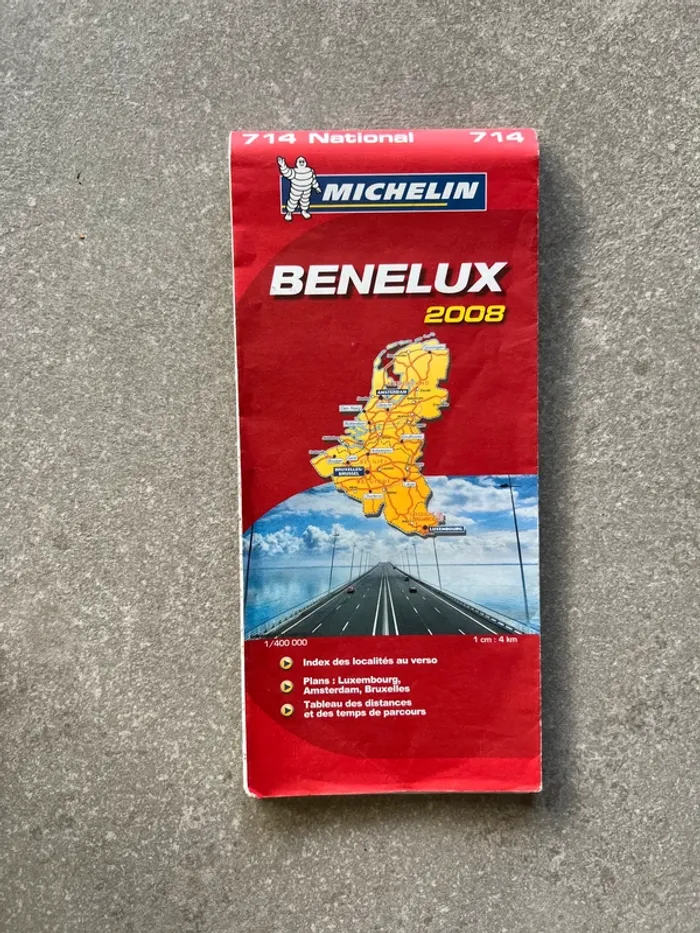 714 National 714
MICHELIN
BENELUX
2008
AMSTERDAM
BRUXELLES-
BRUSSEL
LUXEMBOURG
1/400 000 1 cm : 4 km
Index des localités au verso
Plans : Luxembourg,
Amsterdam, Bruxelles
Tableau des distances
et des temps de parcours